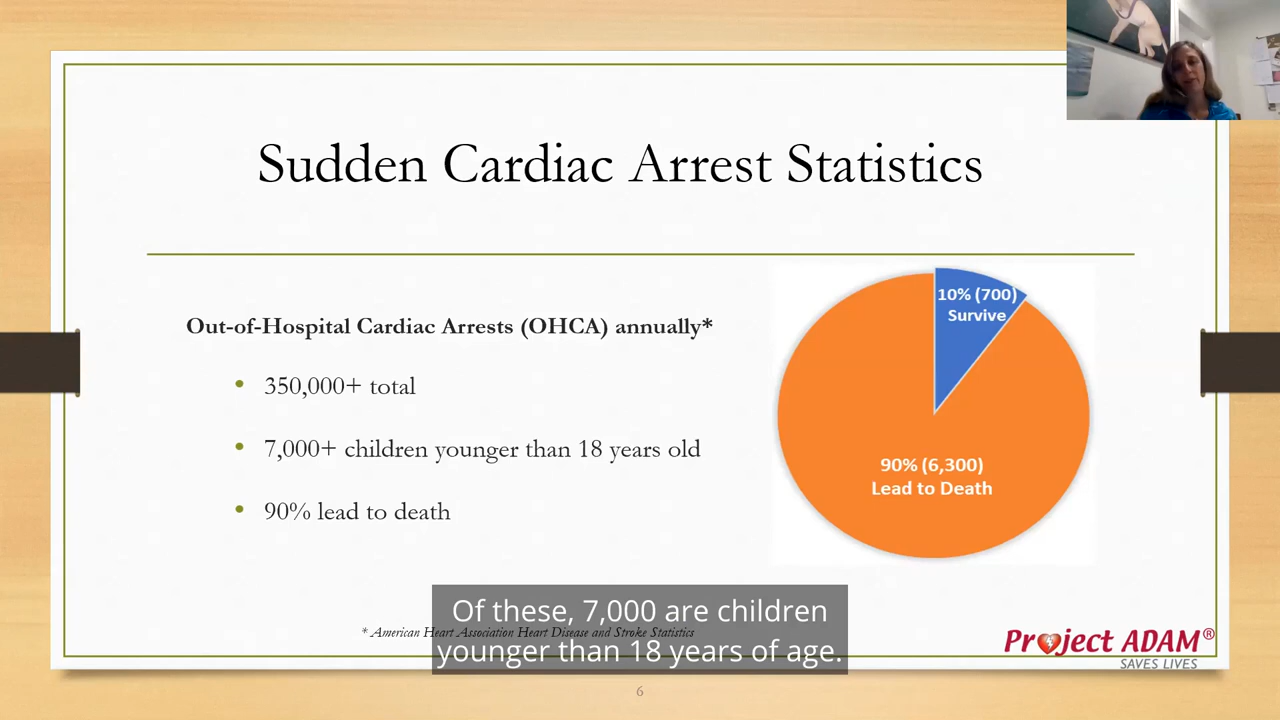 Sudden Cardiac Arrest Statistics
Out-of-Hospital Cardiac Arrests (OHCA) annually*
• 350,000+ total
• 7,000+ children younger than 18 years old
• 90% lead to death
10% (700)
Survive
90% (6,300)
Lead to Death
* American Heart Association Heart Disease and Stroke Statistics
Of these, 7,000 are children
younger than 18 years of age.
Project ADAM®
SAVES LIVES
6